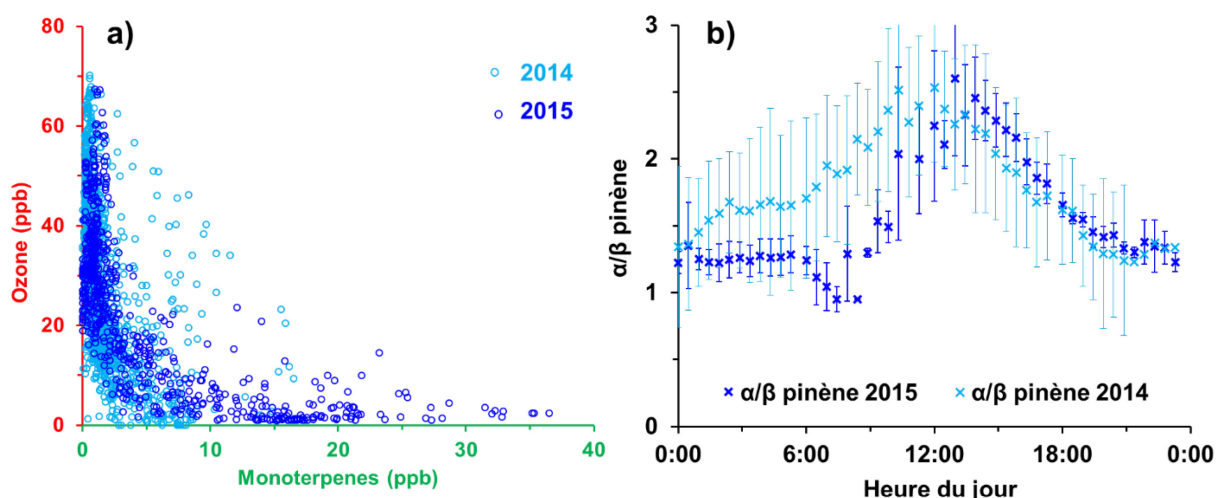 a)
2014
2015
80
60
40
20
0
Ozone (ppb)
0
10
20
30
40
Monoterpenes (ppb)
b)
3
2
1
0
α/β pinène
α/β pinène 2015
α/β pinène 2014
0:00
6:00
12:00
18:00
0:00
Heure du jour